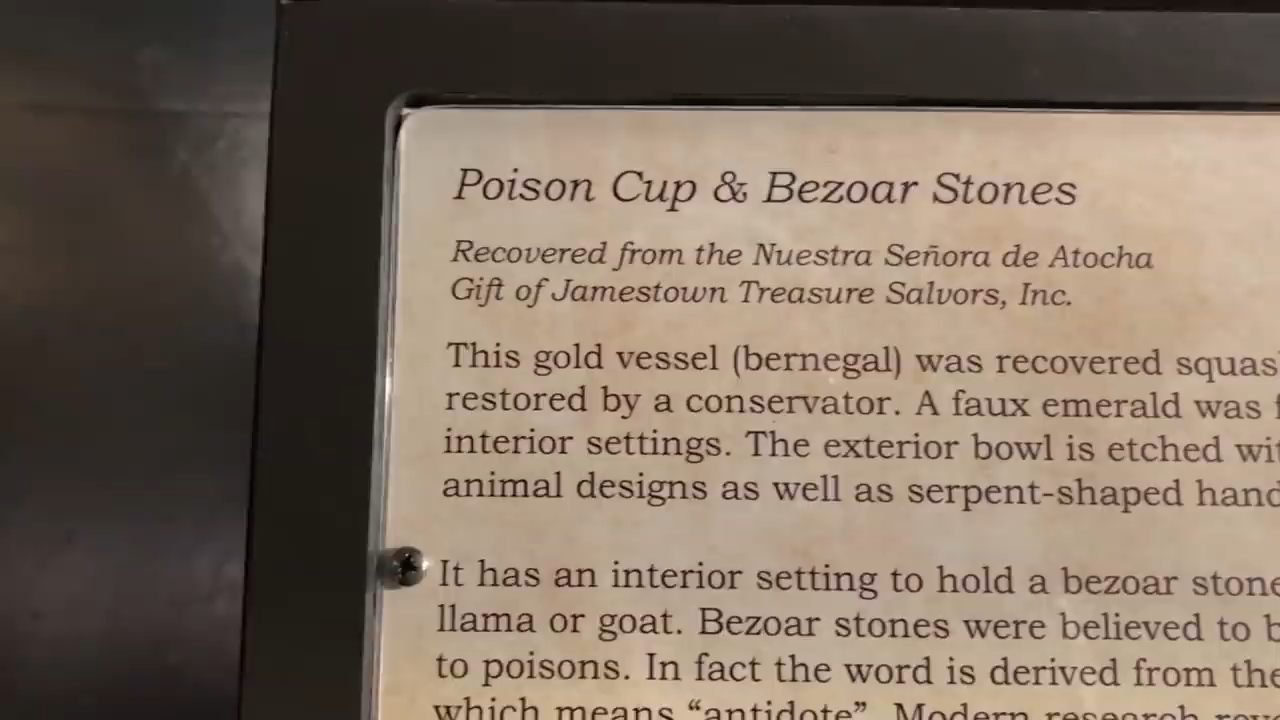 Poison Cup & Bezoar Stones
Recovered from the Nuestra Señora de Atocha
Gift of Jamestown Treasure Salvors, Inc.
This gold vessel (bernegal) was recovered
restored by a conservator. A faux emerald was
interior settings. The exterior bowl is etched
animal designs as well as serpent-shaped
It has an interior setting to hold a bezoar
llama or goat. Bezoar stones were believed to
to poisons. In fact the word is derived from the
which means “antidote”. Modern research